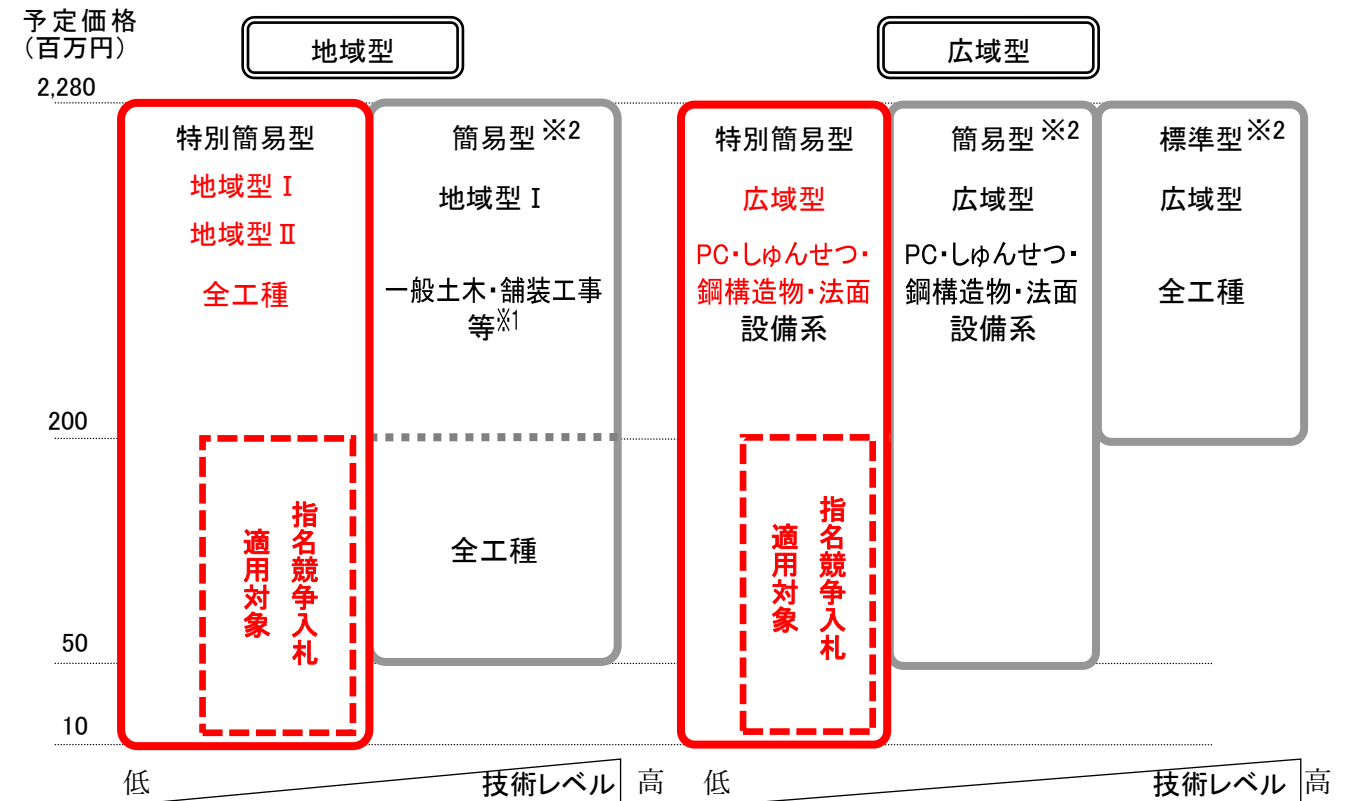 予定価格
（百万円）
地域型
広域型
2,280
特別簡易型
地域型Ⅰ
地域型Ⅱ
全工種
簡易型※2
地域型Ⅰ
一般土木・舗装工事
等※1
特別簡易型
広域型
PC・しゅんせつ・
鋼構造物・法面
設備系
簡易型※2
広域型
PC・しゅんせつ・
鋼構造物・法面
設備系
標準型※2
広域型
全工種
200
指名競争入札
適用対象
全工種
指名競争入札
適用対象
50
10
低
技術レベル
高
低
技術レベル
高